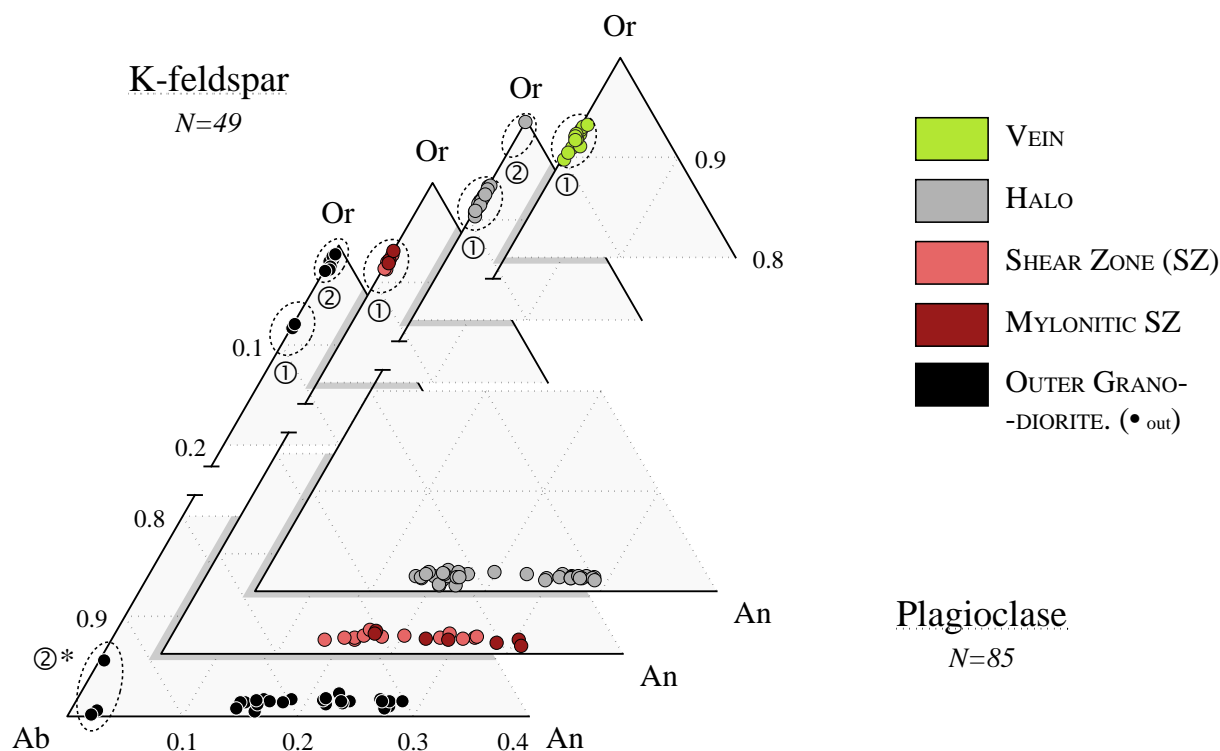 Or
K-feldspar
N=49
Or
Or
Or
VEIN
HALO
SHEAR ZONE (SZ)
MYLONITIC SZ
OUTER GRANO-
-DIORITE. (• out)
0.9
0.8
②
①
①
①
②
①
0.1
0.2
0.8
0.9
②*
An
An
Plagioclase
N=85
Ab
0.1
0.2
0.3
0.4
An